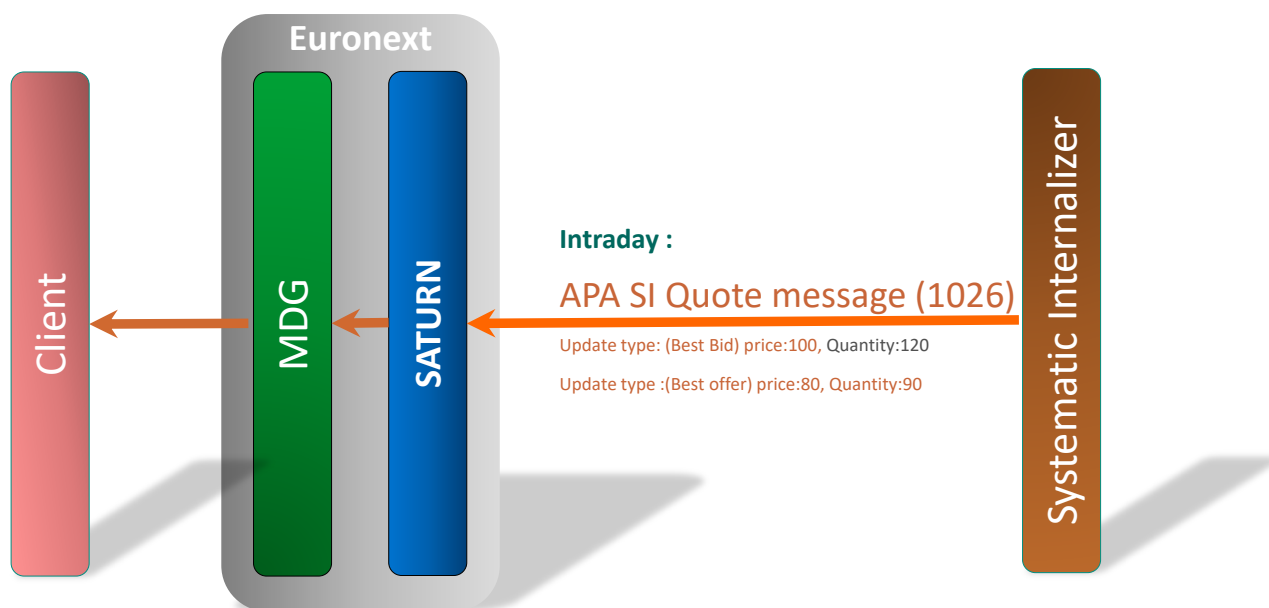 Euronext
Client
MDG
SATURN
Intraday :
APA SI Quote message (1026)
Update type: (Best Bid) price:100, Quantity:120
Update type :(Best offer) price:80, Quantity:90
Systematic Internalizer